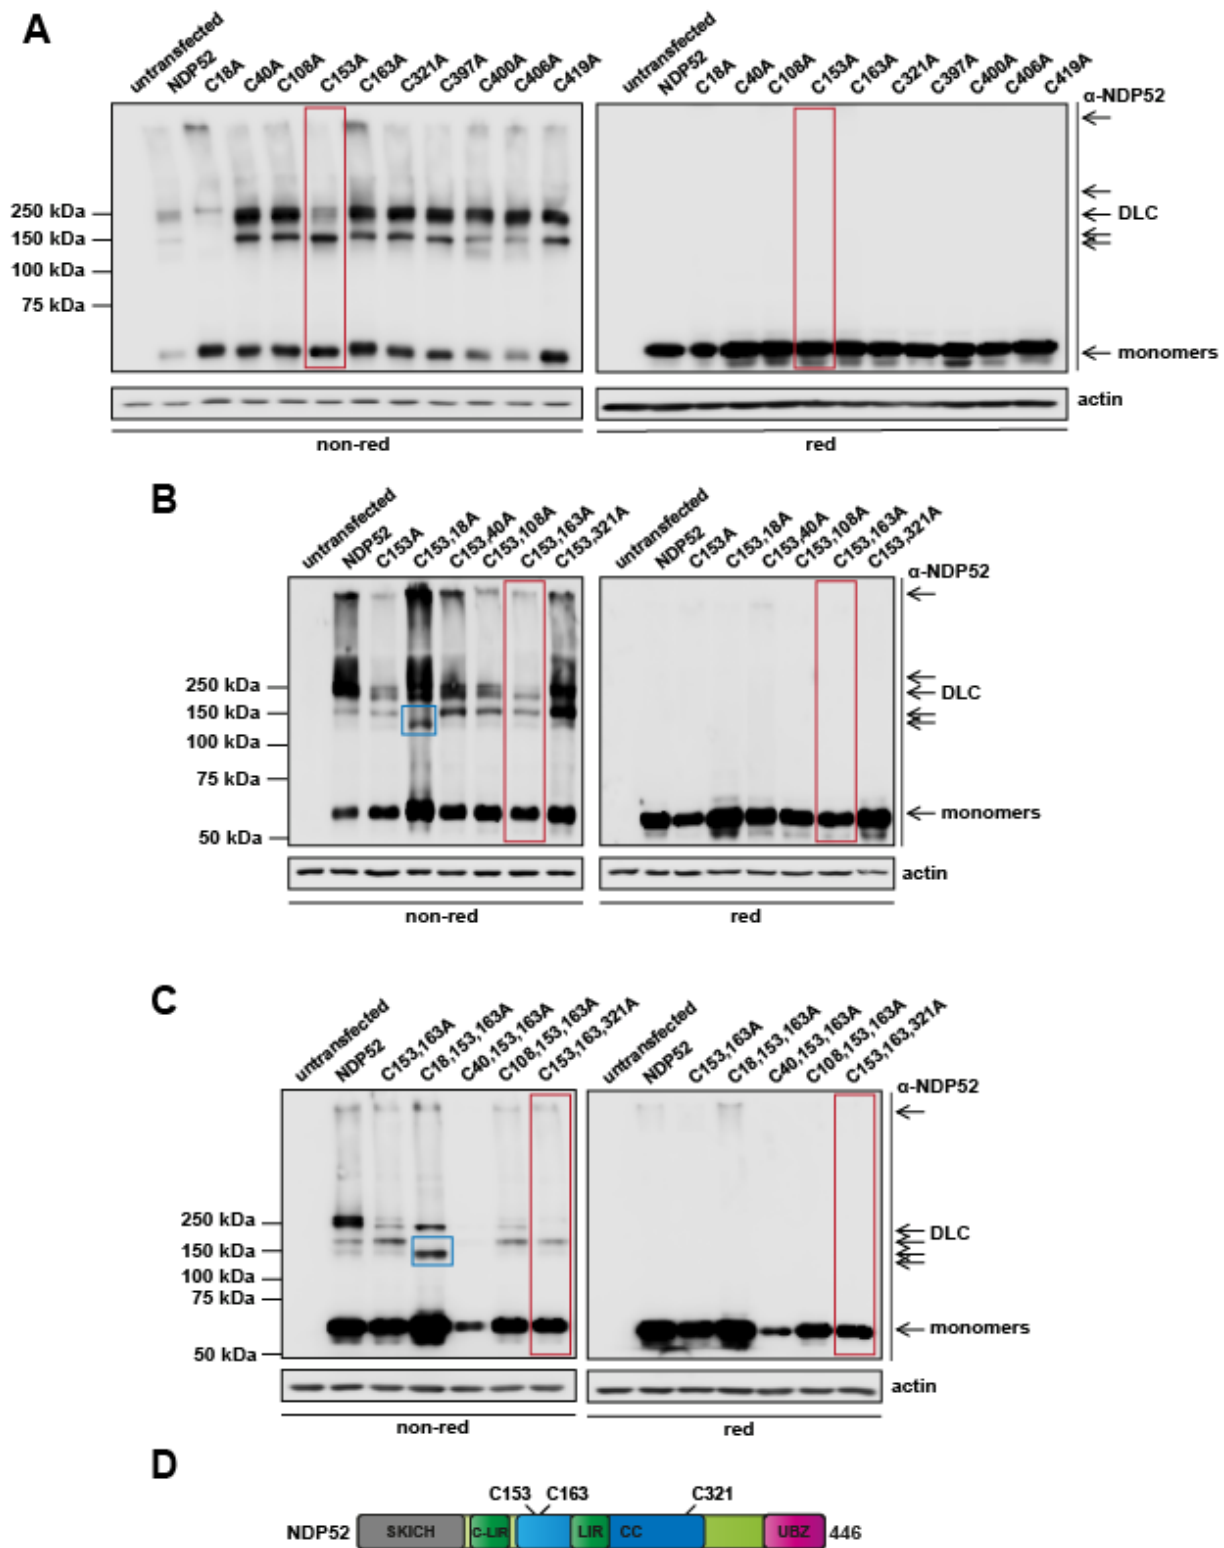 A
untransfected NDP52 C18A C40A C108A C153A C163A C321A C397A C400A C406A C419A
untransfected NDP52 C18A C40A C108A C153A C163A C321A C397A C400A C406A C419A
α-NDP52
250 kDa
DLC
150 kDa
100 kDa
75 kDa
monomers
actin
non-red
red
B
untransfected NDP52 C153A C153,18A C153,40A C153,108A C153,163A C153,321A
untransfected NDP52 C153A C153,18A C153,40A C153,108A C153,163A C153,321A
α-NDP52
250 kDa
DLC
150 kDa
100 kDa
75 kDa
monomers
50 kDa
actin
non-red
red
C
untransfected NDP52 C153,163A C18,153,163A C40,153,163A C108,153,163A C153,163,321A
untransfected NDP52 C153,163A C18,153,163A C40,153,163A C108,153,163A C153,163,321A
α-NDP52
250 kDa
DLC
150 kDa
100 kDa
75 kDa
monomers
50 kDa
actin
non-red
red
D
C153 C163 C321
NDP52 SKICH C-LIR LIR CC UBZ 446